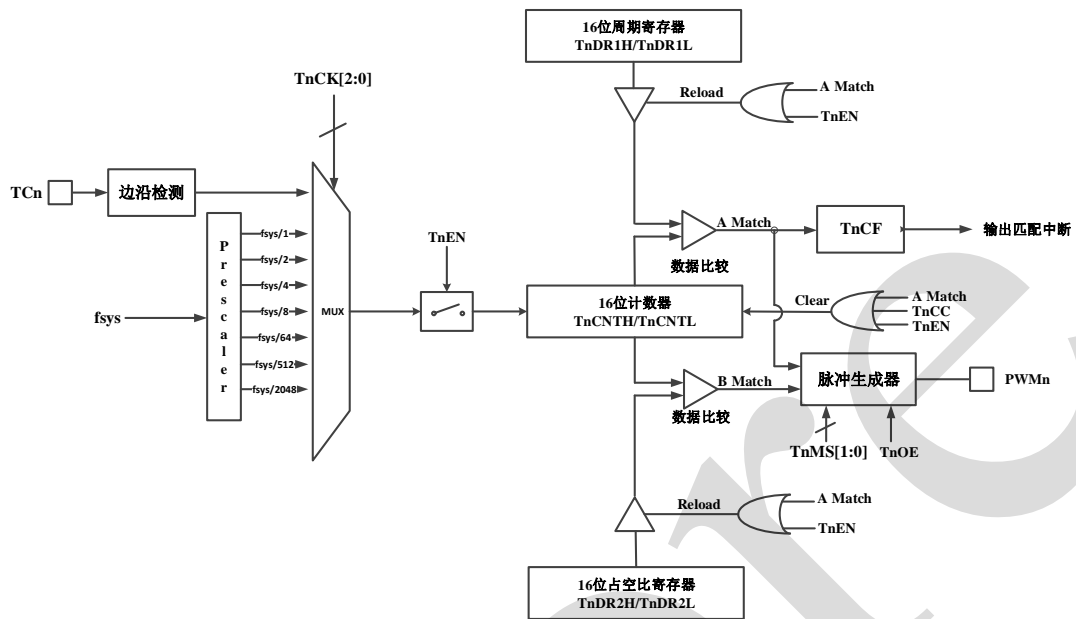 16位周期寄存器
TnDR1H/TnDR1L
TnCK[2:0]
Reload
A Match
TnEN
TCn
边沿检测
Prescaler
fsys
fsys/1
fsys/2
fsys/4
fsys/8
fsys/64
fsys/512
fsys/2048
MUX
TnEN
A Match
数据比较
TnCF
输出匹配中断
16位计数器
TnCNTH/TnCNTL
Clear
A Match
TnCC
TnEN
B Match
数据比较
脉冲生成器
PWMn
TnMS[1:0]
TnOE
Reload
A Match
TnEN
16位占空比寄存器
TnDR2H/TnDR2L